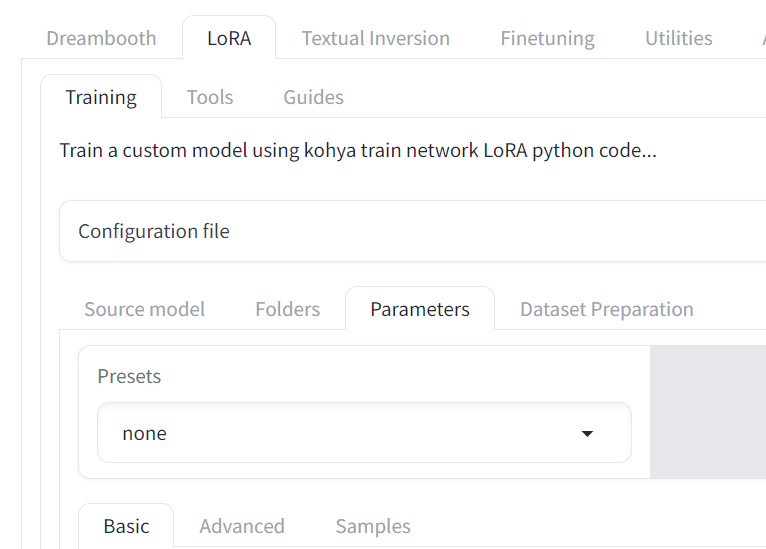 Dreambooth LoRA Textual Inversion Finetuning Utilities
Training Tools Guides
Train a custom model using kohya train network LoRA python code...
Configuration file
Source model Folders Parameters Dataset Preparation
Presets
none
Basic Advanced Samples